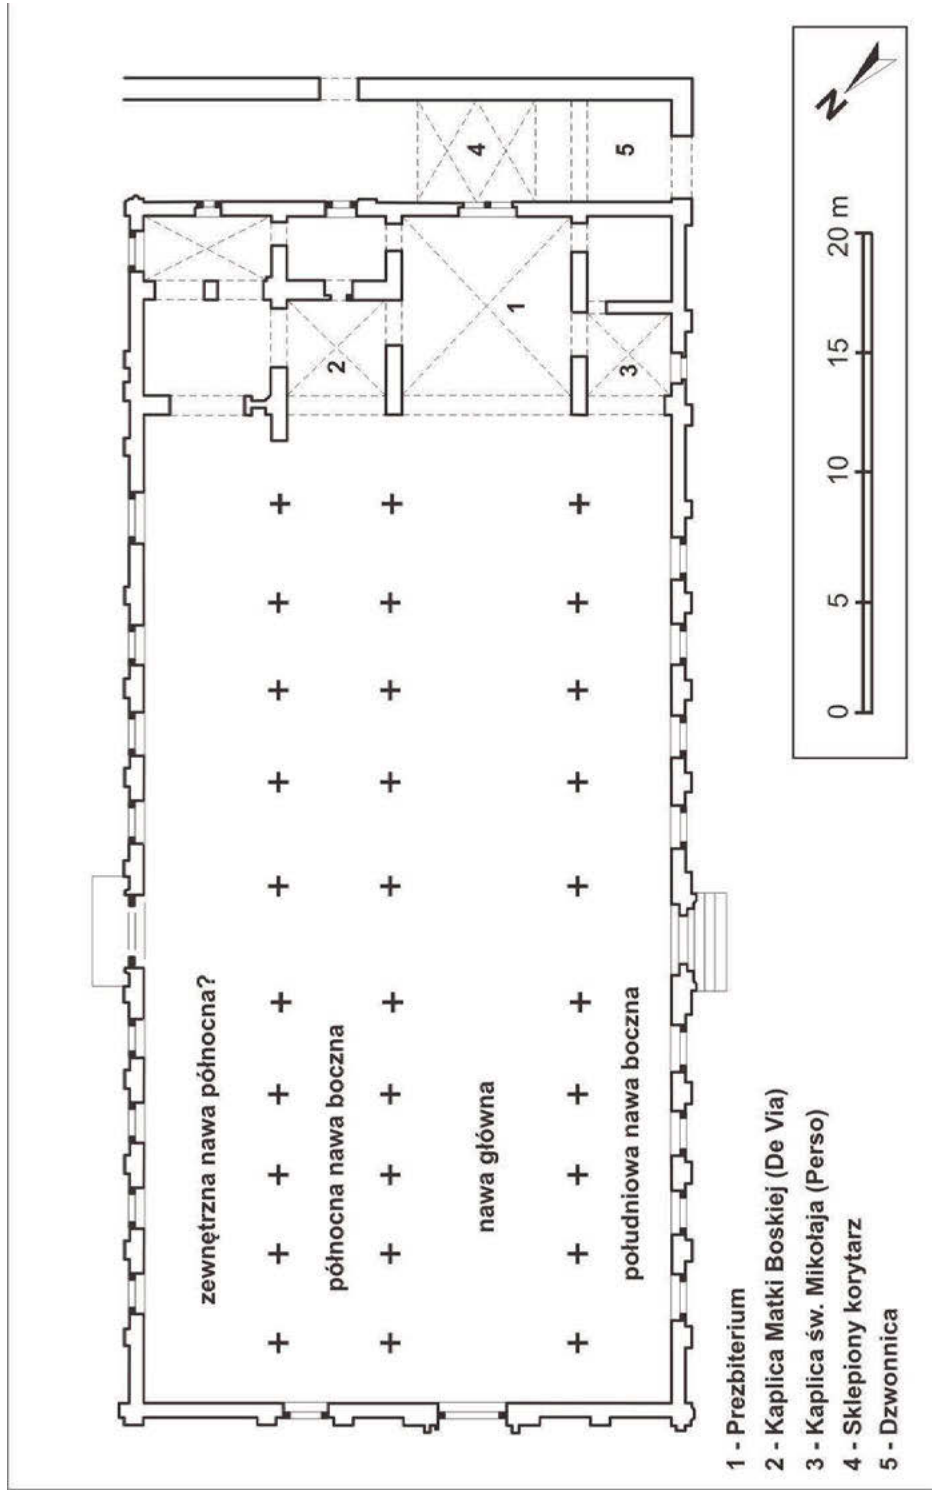 zewnętrzna nawa północna?
północna nawa boczna
nawa główna
południowa nawa boczna
1
2
3
4
5
1 - Prezbiterium
2 - Kaplica Matki Boskiej (De Via)
3 - Kaplica św. Mikołaja (Perso)
4 - Sklepiony korytarz
5 - Dzwonnica
0 5 10 15 20 m
N